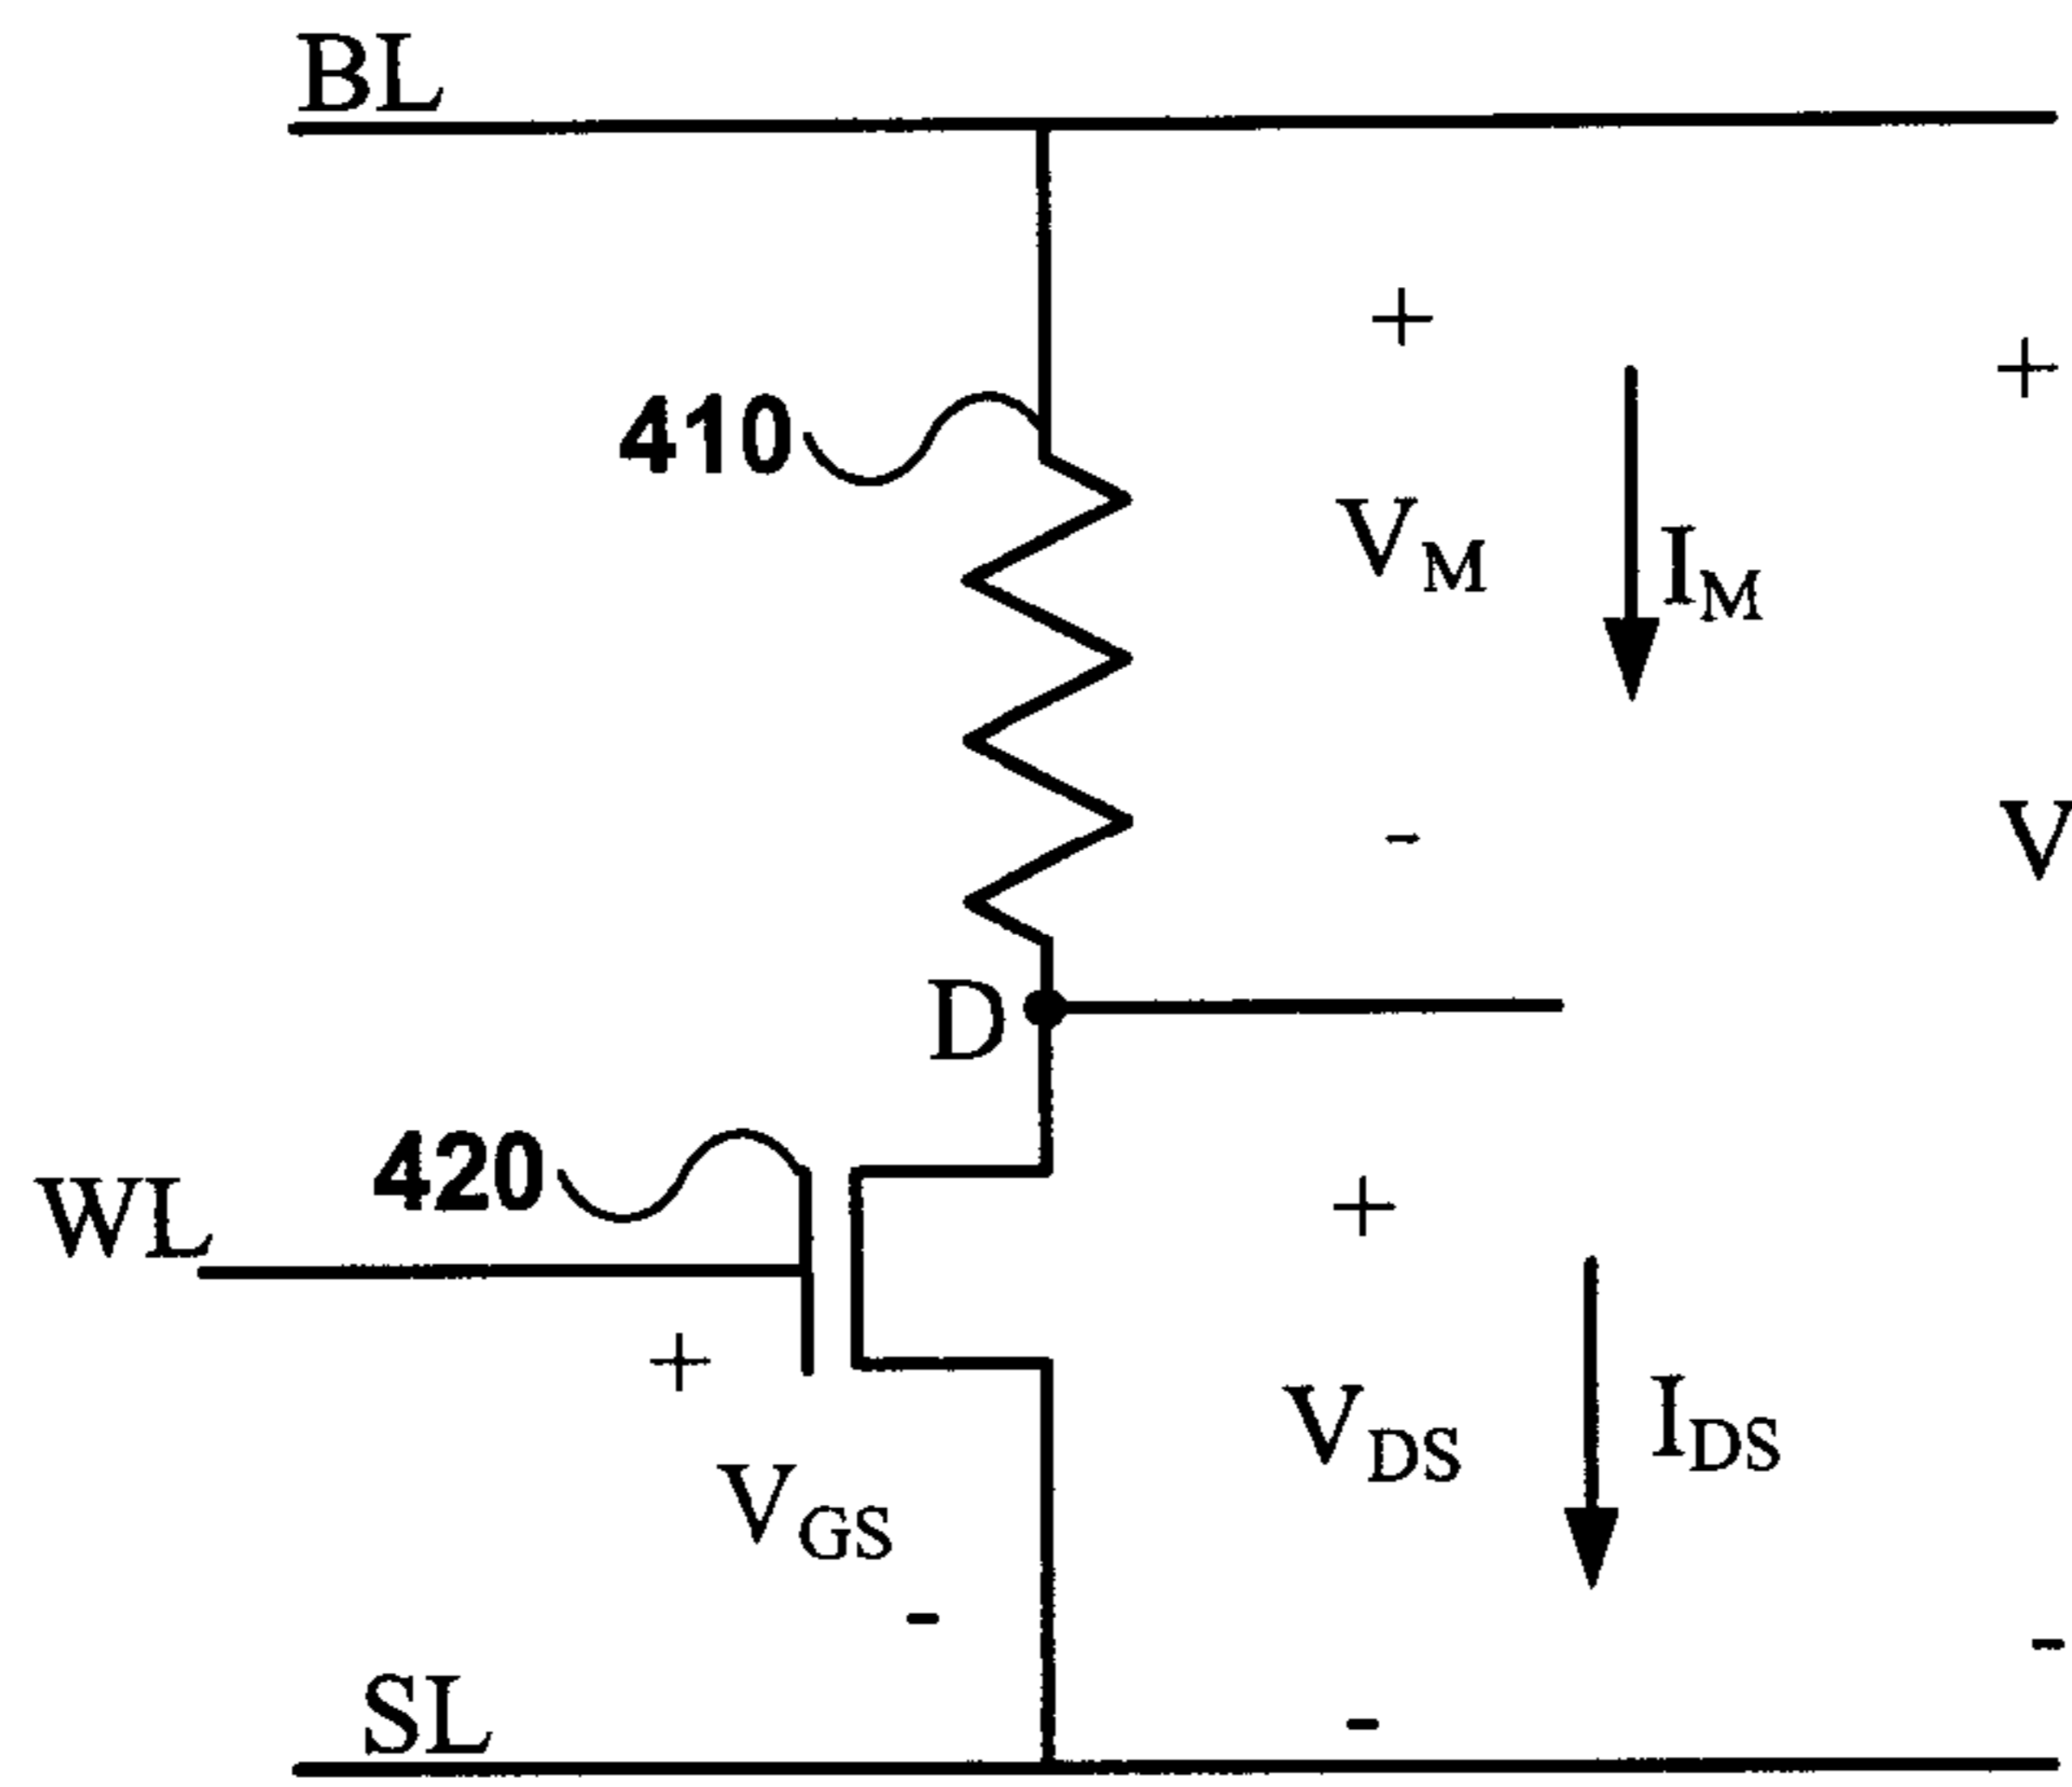 BL
+
+
410
V_M
I_M
-
V
D
420
WL
+
+
V_DS
I_DS
V_GS
-
-
SL
-